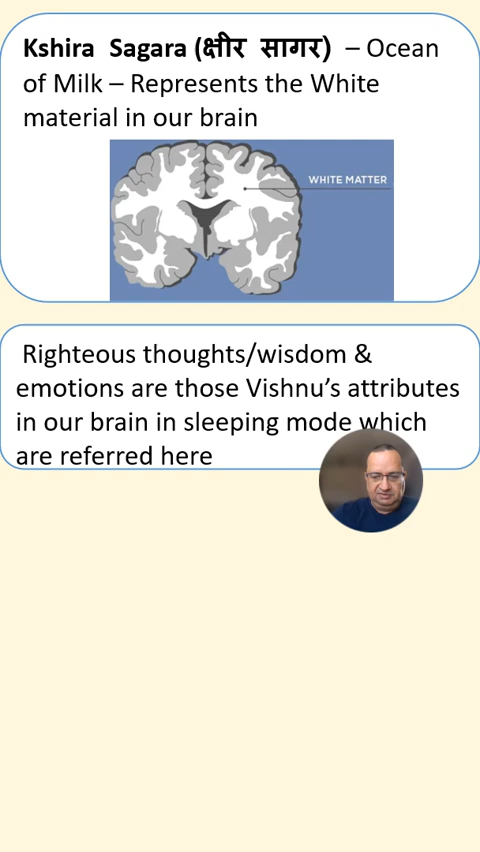 Kshira Sagara (क्षीर सागर) – Ocean
of Milk – Represents the White
material in our brain
WHITE MATTER
Righteous thoughts/wisdom &
emotions are those Vishnu’s attributes
in our brain in sleeping mode which
are referred here